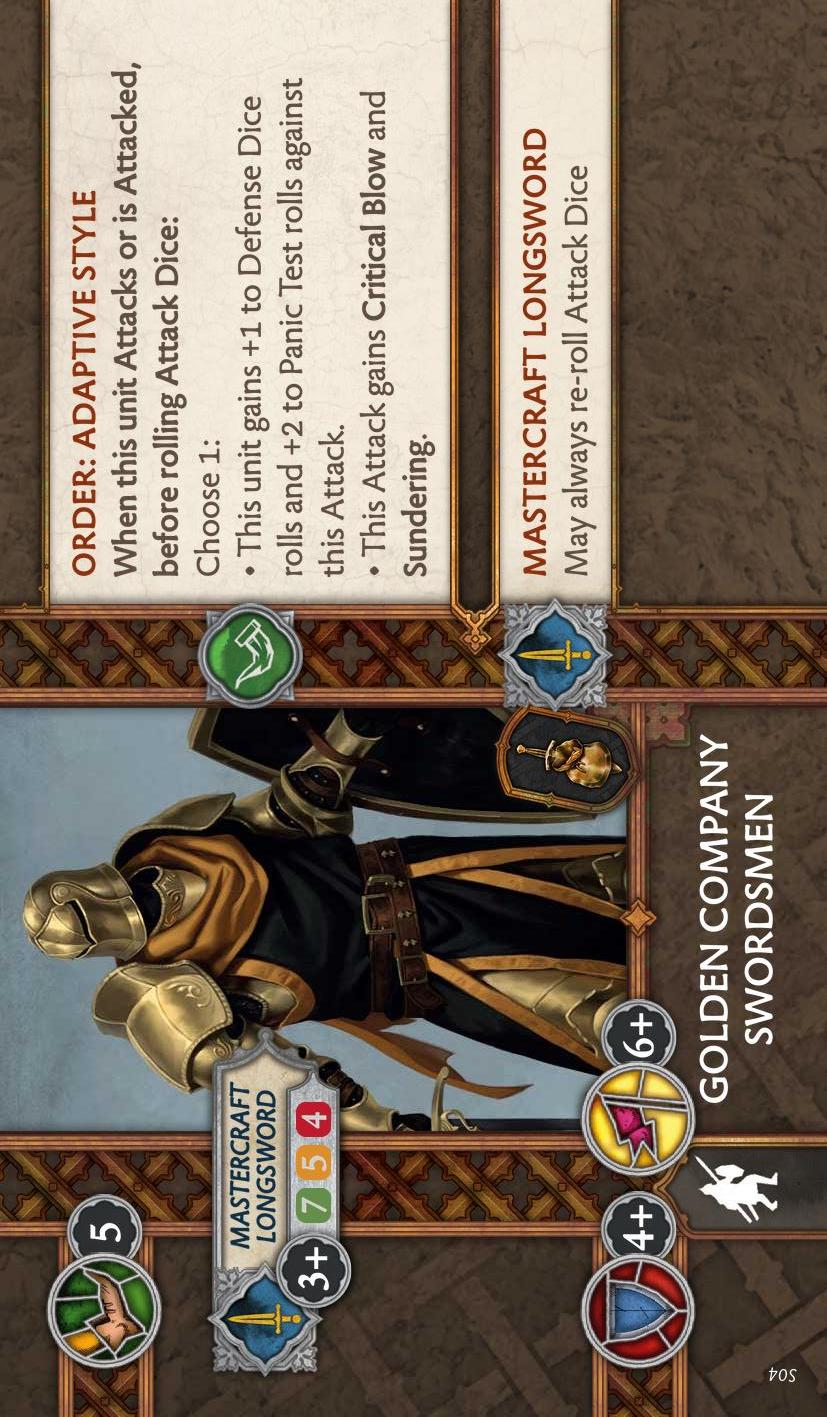 5
MASTERCRAFT
LONGSWORD
3+
7 5 4
4+
6+
GOLDEN COMPANY
SWORDSMEN
S04
ORDER: ADAPTIVE STYLE
When this unit Attacks or is Attacked,
before rolling Attack Dice:
Choose 1:
• This unit gains +1 to Defense Dice
rolls and +2 to Panic Test rolls against
this Attack.
• This Attack gains Critical Blow and
Sundering.
MASTERCRAFT LONGSWORD
May always re-roll Attack Dice